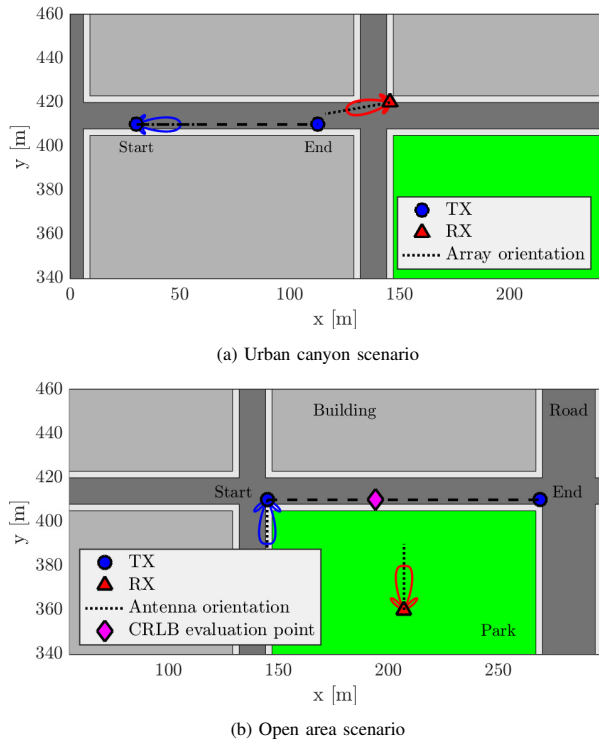 460
440
420
400
380
360
340
y [m]
Start
End
TX
RX
Array orientation
0
50
100
150
200
x [m]
(a) Urban canyon scenario
460
440
420
400
380
360
340
y [m]
Building
Road
Start
End
TX
RX
Antenna orientation
CRLB evaluation point
Park
100
150
200
250
x [m]
(b) Open area scenario